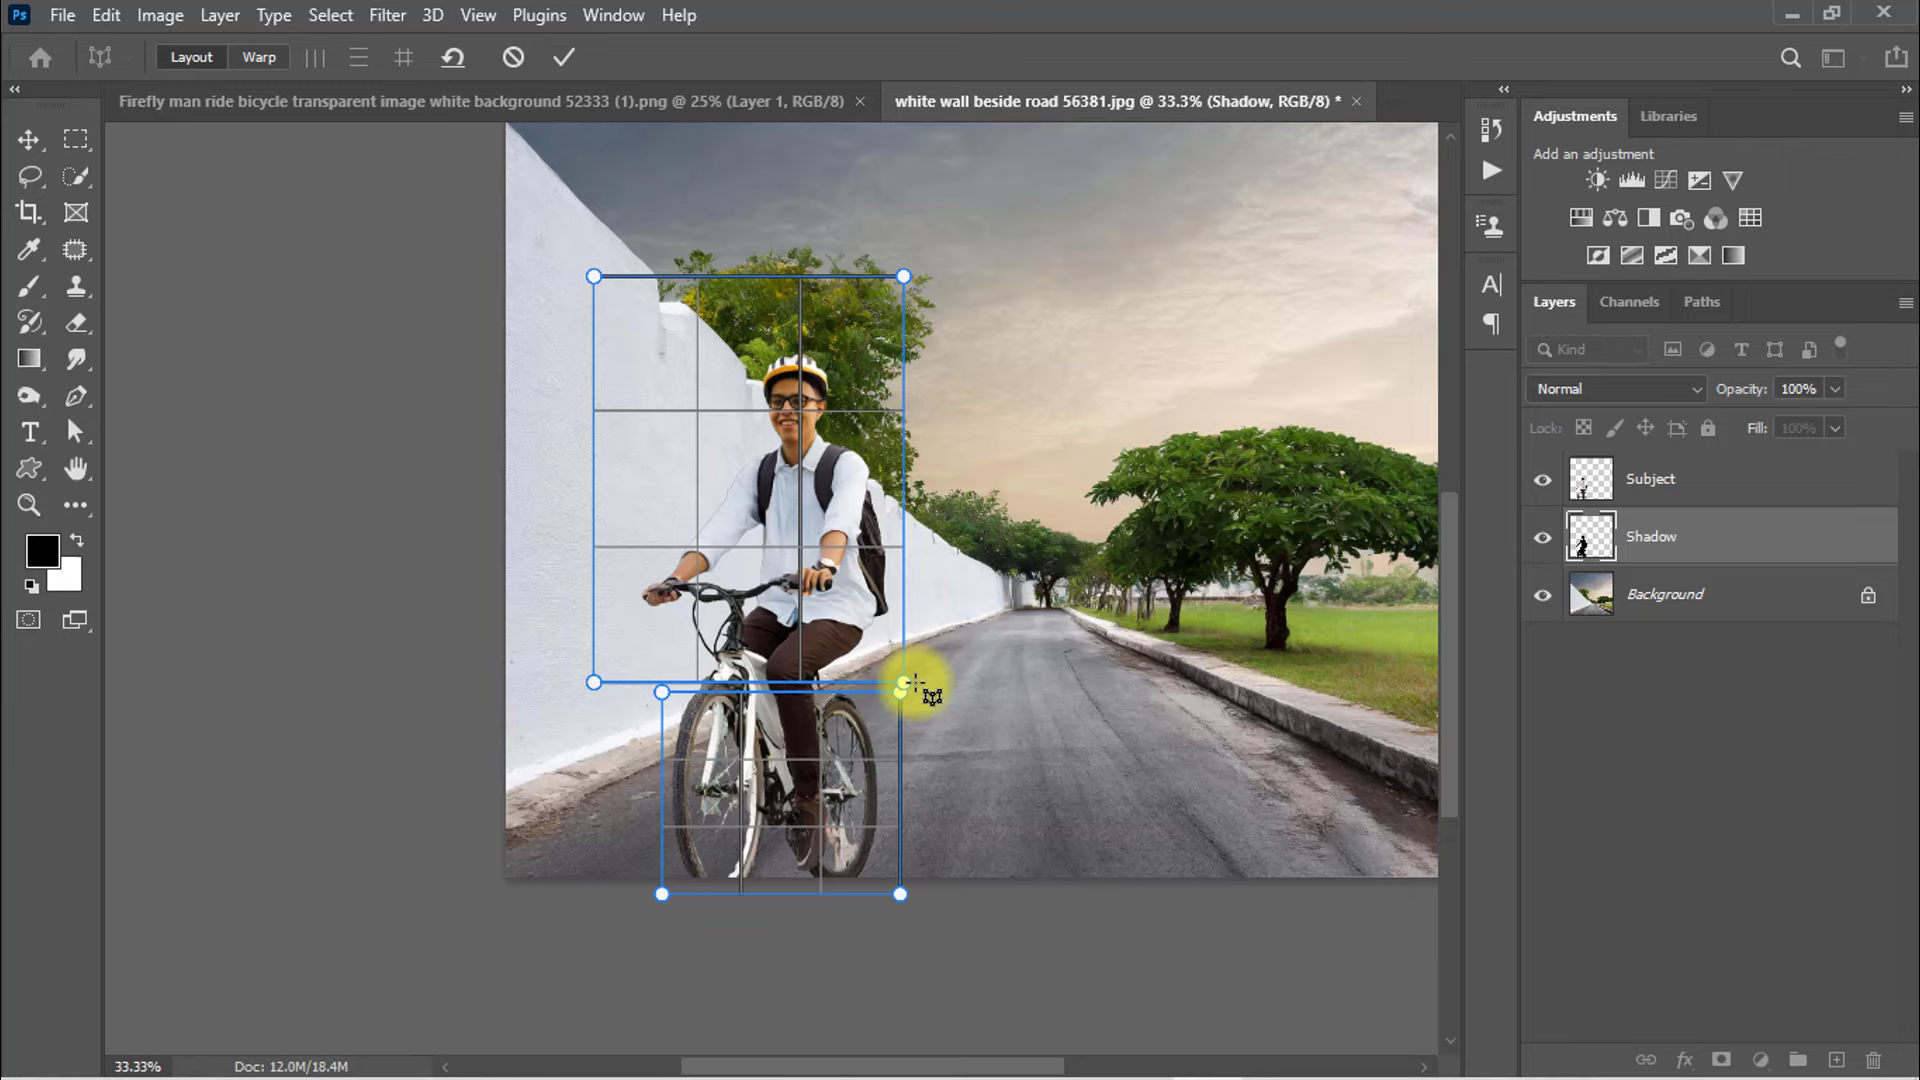 Ps File Edit Image Layer Type Select Filter 3D View Plugins Window Help
Layout Warp
Firefly man ride bicycle transparent image white background 52333 (1).png @ 25% (Layer 1, RGB/8)
white wall beside road 56381.jpg @ 33.3% (Shadow, RGB/8) *
Adjustments Libraries
Add an adjustment
Layers Channels Paths
Kind
Normal Opacity: 100%
Lock: Fill: 100%
Subject
Shadow
Background
33.33% Doc: 12.0M/18.4M